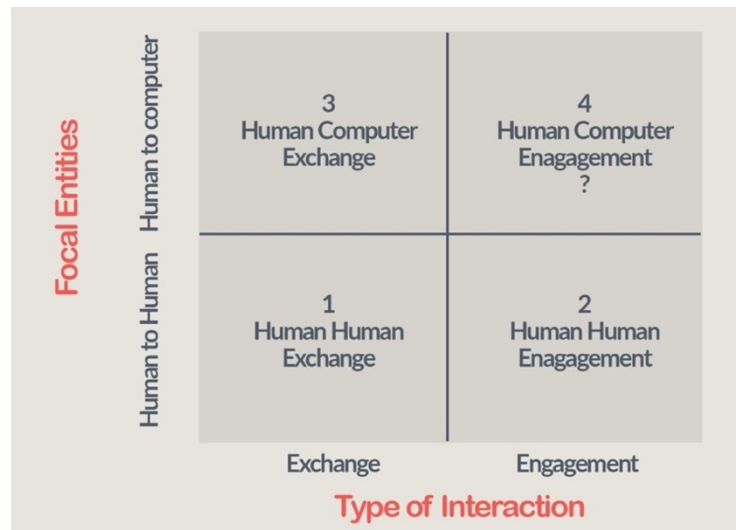 Focal Entities
Human to computer
Human to Human
3
Human Computer
Exchange
4
Human Computer
Enagagement
?
1
Human Human
Exchange
2
Human Human
Enagagement
Exchange
Engagement
Type of Interaction